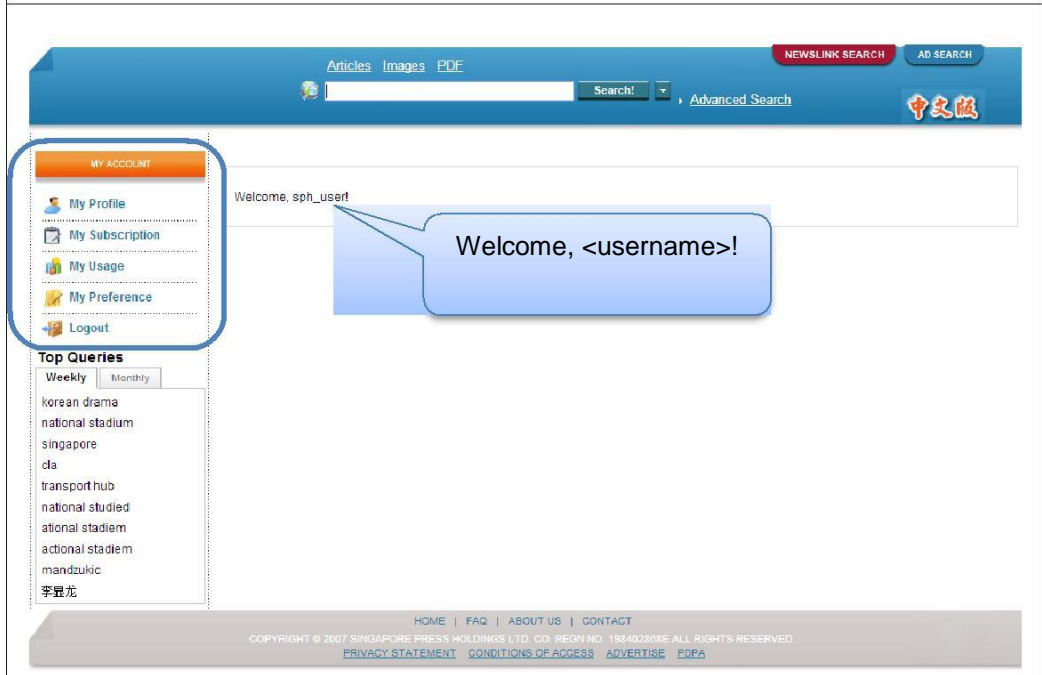 NEWSLINK SEARCH AD SEARCH
Articles Images PDF
Search! Advanced Search
中文版
MY ACCOUNT
My Profile
My Subscription
My Usage
My Preference
Logout
Welcome, sph_user!
Welcome, <username>!
Top Queries
Weekly Monthly
korean drama
national stadium
singapore
cla
transport hub
national studied
ational stadiem
actional stadiem
mandzukic
李显龙
HOME | FAQ | ABOUT US | CONTACT
COPYRIGHT © 2007 SINGAPORE PRESS HOLDINGS LTD. CO. REGN NO. 198402868E ALL RIGHTS RESERVED.
PRIVACY STATEMENT CONDITIONS OF ACCESS ADVERTISE PDPA